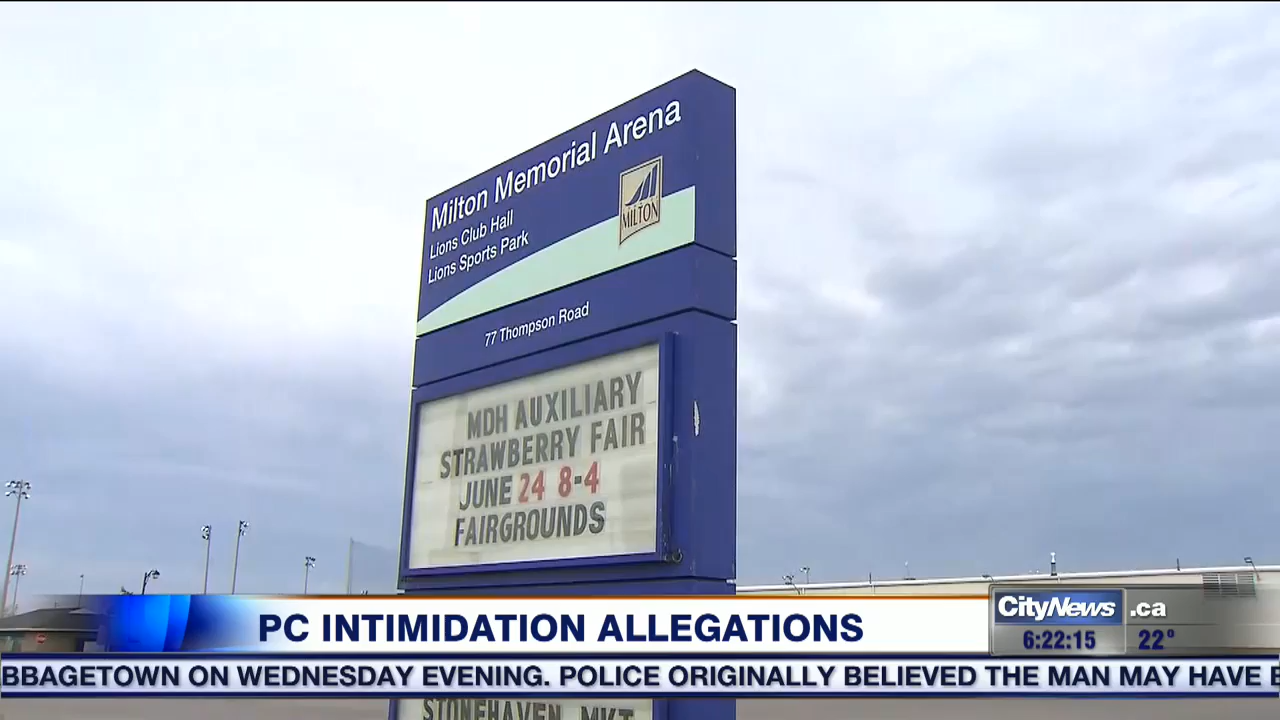 Milton Memorial Arena
Lions Club Hall
Lions Sports Park
MILTON
77 Thompson Road
MDH AUXILIARY
STRAWBERRY FAIR
JUNE 24 8-4
FAIRGROUNDS
PC INTIMIDATION ALLEGATIONS
CityNews .ca
6:22:15 22°
BBAGETOWN ON WEDNESDAY EVENING. POLICE ORIGINALLY BELIEVED THE MAN MAY HAVE
STONEHAVEN MKT